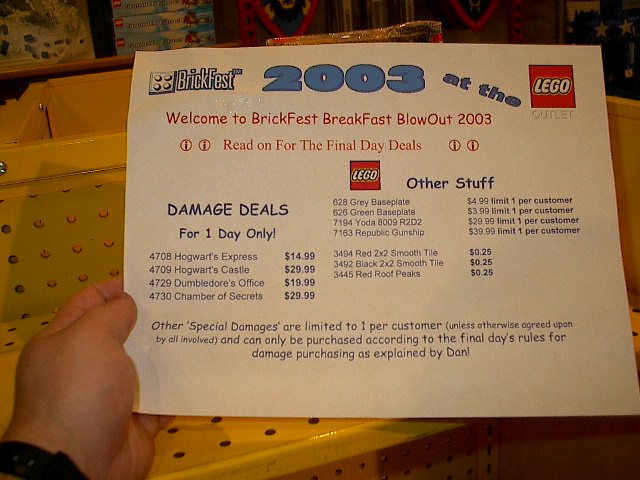 BRICKFEST™ 2003 at the LEGO
OUTLET
Welcome to BrickFest BreakFast BlowOut 2003
Read on For The Final Day Deals
LEGO
Other Stuff
DAMAGE DEALS
For 1 Day Only!
4708 Hogwart's Express $14.99
4709 Hogwart's Castle $29.99
4729 Dumbledore's Office $19.99
4730 Chamber of Secrets $29.99
628 Grey Baseplate $4.99 limit 1 per customer
626 Green Baseplate $3.99 limit 1 per customer
7194 Yoda 8009 R2D2 $29.99 limit 1 per customer
7163 Republic Gunship $39.99 limit 1 per customer
3494 Red 2x2 Smooth Tile $0.25
3492 Black 2x2 Smooth Tile $0.25
3445 Red Roof Peaks $0.25
Other 'Special Damages' are limited to 1 per customer (unless otherwise agreed upon
by all involved) and can only be purchased according to the final day's rules for
damage purchasing as explained by Dan!